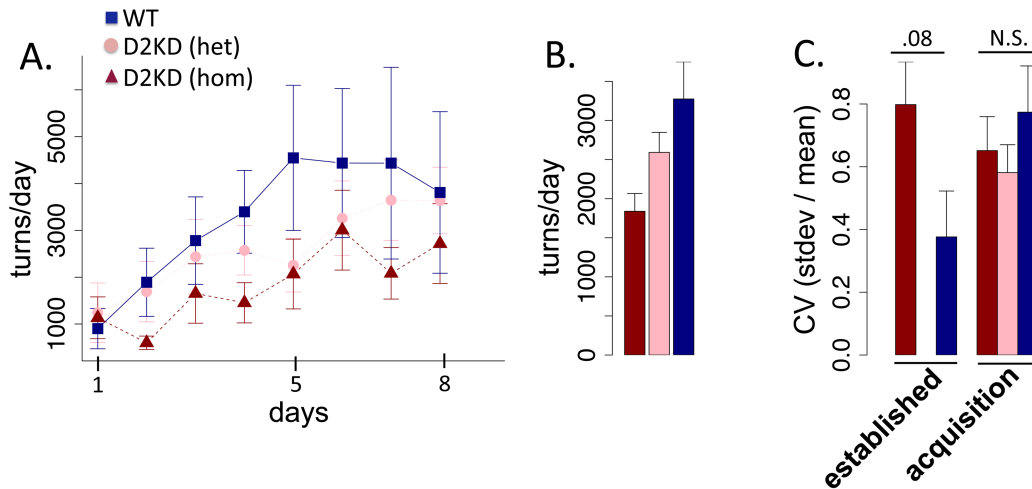 WT
D2KD (het)
D2KD (hom)
A.
turns/day
1000
3000
5000
1
5
8
days
B.
turns/day
0
1000
2000
3000
C.
.08
N.S.
CV (stdev / mean)
0.0
0.2
0.4
0.6
0.8
established
acquisition